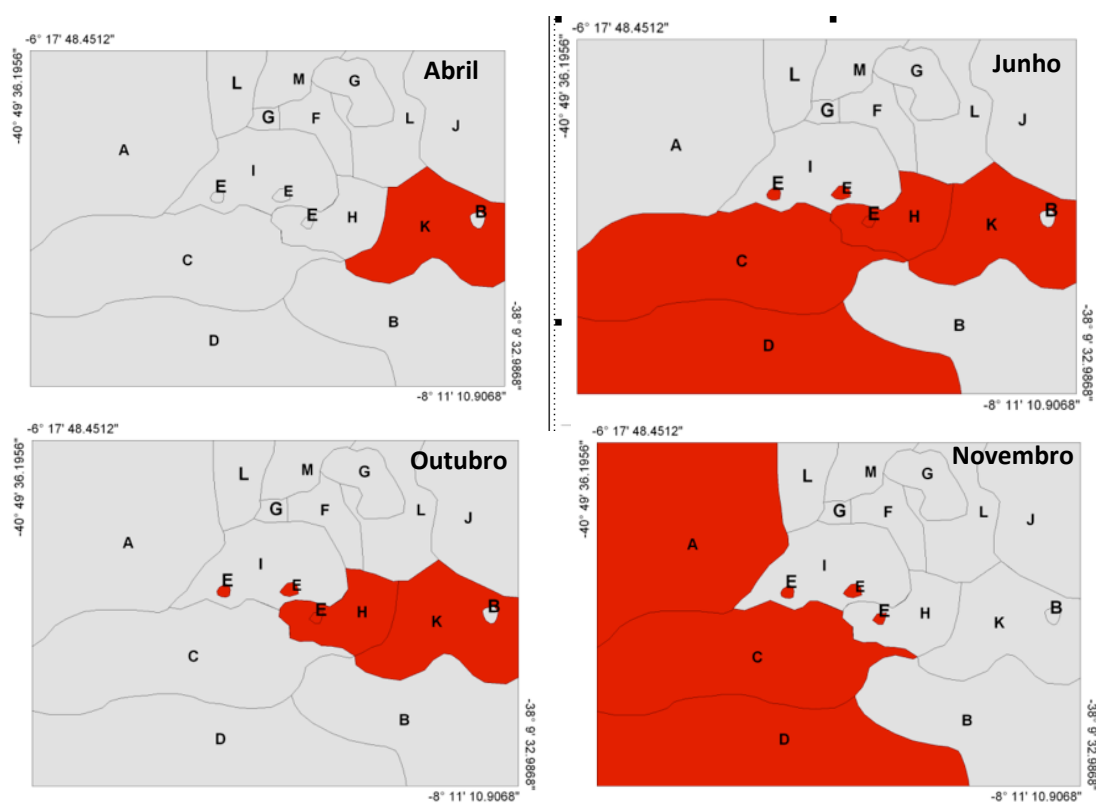 -6° 17' 48.4512"
-40° 49' 36.1956"
Abril
L
M
G
G
F
L
J
A
I
E
E
E
H
K
B
C
B
D
-38° 9' 32.9868"
-8° 11' 10.9068"
-6° 17' 48.4512"
-40° 49' 36.1956"
Junho
L
M
G
G
F
L
J
A
I
E
E
E
H
K
B
C
B
D
-38° 9' 32.9868"
-8° 11' 10.9068"
-6° 17' 48.4512"
-40° 49' 36.1956"
Outubro
L
M
G
G
F
L
J
A
I
E
E
E
H
K
B
C
B
D
-38° 9' 32.9868"
-8° 11' 10.9068"
-6° 17' 48.4512"
-40° 49' 36.1956"
Novembro
L
M
G
G
F
L
J
A
I
E
E
E
H
K
B
C
B
D
-38° 9' 32.9868"
-8° 11' 10.9068"